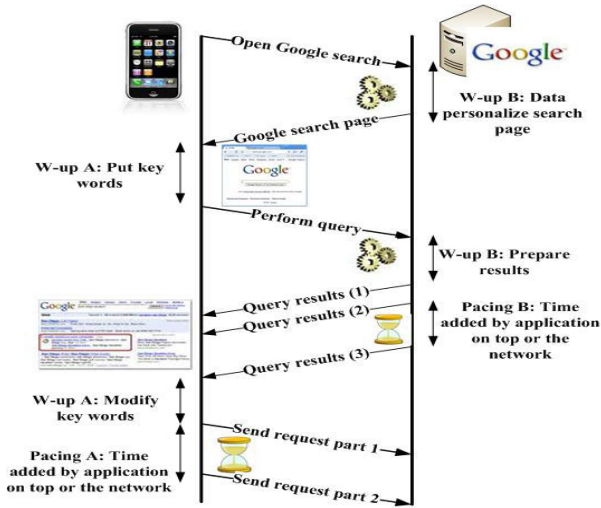 Open Google search
Google
W-up B: Data
personalize search
page
Google search page
W-up A: Put key
words
Google
Perform query
W-up B: Prepare
results
Query results (1)
Query results (2)
Pacing B: Time
added by application
on top or the
network
Google
Query results (3)
W-up A: Modify
key words
Send request part 1
Pacing A: Time
added by application
on top or the network
Send request part 2